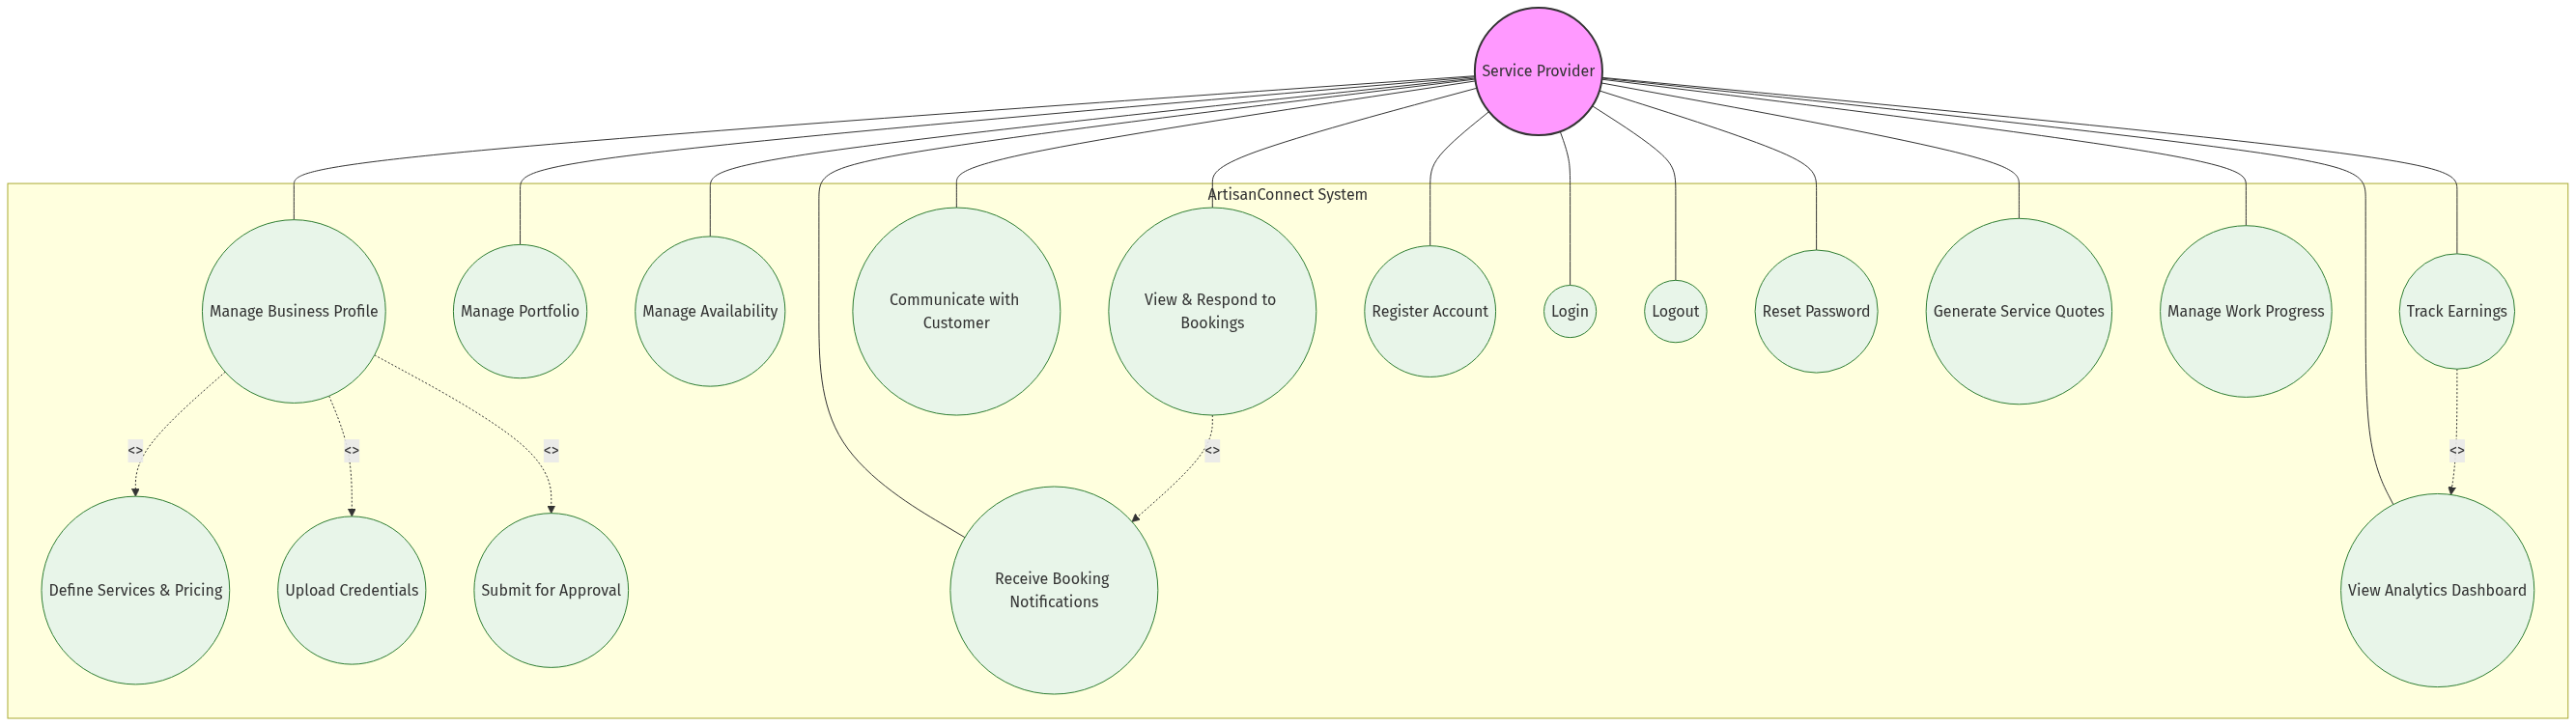 Service Provider
ArtisanConnect System
Manage Business Profile
Manage Portfolio
Manage Availability
Communicate with
Customer
View & Respond to
Bookings
Register Account
Login
Logout
Reset Password
Generate Service Quotes
Manage Work Progress
Track Earnings
<>
<>
<>
<>
<>
Define Services & Pricing
Upload Credentials
Submit for Approval
Receive Booking
Notifications
View Analytics Dashboard